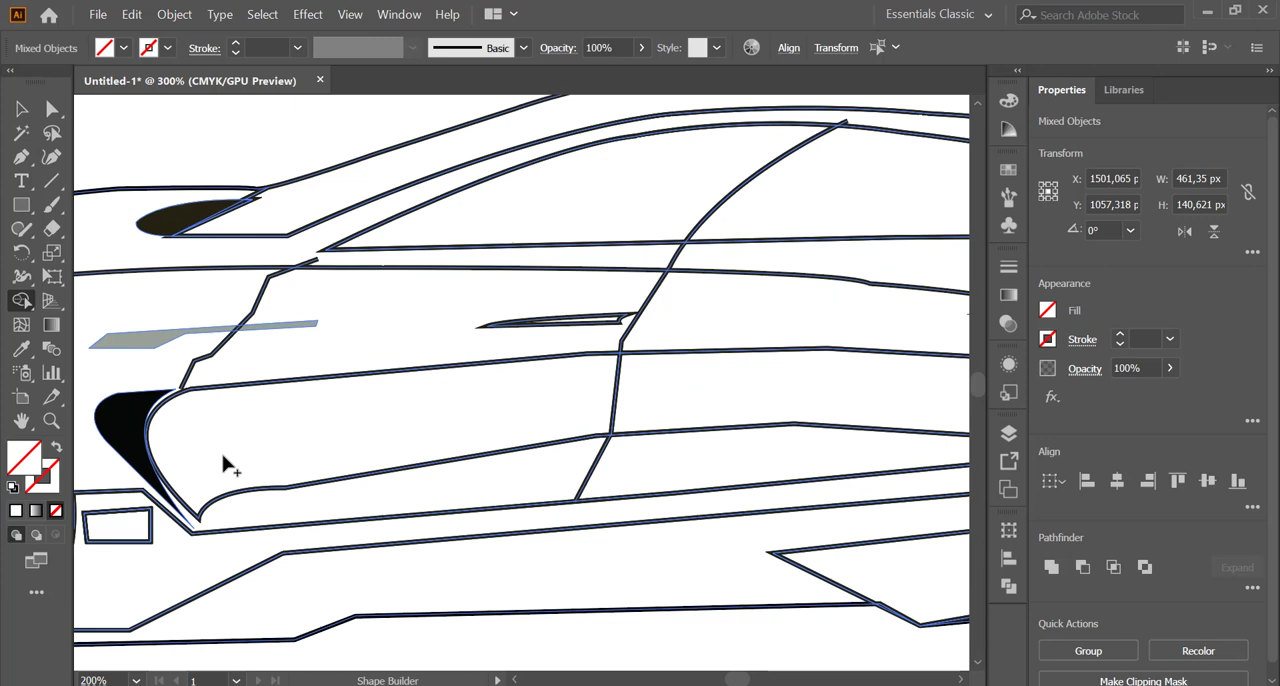 Ai File Edit Object Type Select Effect View Window Help Essentials Classic Search Adobe Stock
Mixed Objects Stroke: Basic Opacity: 100% Style: Align Transform
Untitled-1* @ 300% (CMYK/GPU Preview)
Properties Libraries
Mixed Objects
Transform
X: 1501,065 p W: 461,35 px
Y: 1057,318 p H: 140,621 px
0°
Appearance
Fill
Stroke
Opacity 100%
fx.
Align
Pathfinder
Expand
Quick Actions
Group Recolor
Make Clipping Mask
200% 1 Shape Builder